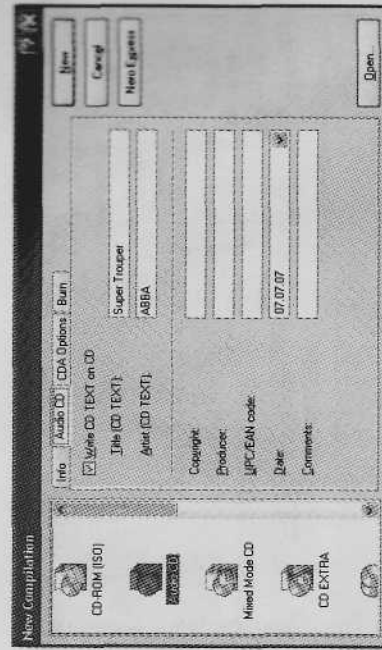 New Compilation
CD-ROM (ISO)
Audio CD
Mixed Mode CD
CD EXTRA
Info
Audio CD
CDA Options
Burn
Write CD TEXT on CD
Title (CD TEXT):
Super Trouper
Artist (CD TEXT):
ABBA
Copyright:
Producer:
UPC/EAN code:
Date:
07.07.07
Comments:
New
Cancel
Nero Express
Open